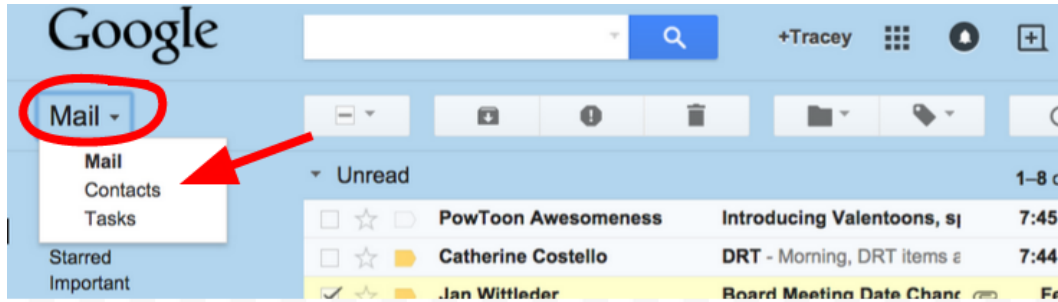 Google
+Tracey
Mail
Mail
Contacts
Tasks
Starred
Important
Unread
1–8
PowToon Awesomeness Introducing Valentoons, 7:45
Catherine Costello DRT - Morning, DRT items a 7:44
Jan Wittleder Board Meeting Date Chang